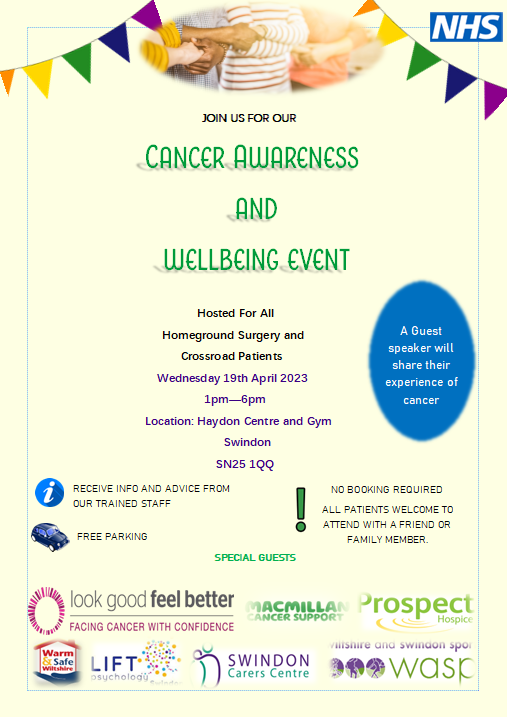 NHS
JOIN US FOR OUR
CANCER AWARENESS
AND
WELLBEING EVENT
Hosted For All
Homeground Surgery and
Crossroad Patients
Wednesday 19th April 2023
1pm—6pm
Location: Haydon Centre and Gym
Swindon
SN25 1QQ
A Guest
speaker will
share their
experience of
cancer
RECEIVE INFO AND ADVICE FROM
OUR TRAINED STAFF
FREE PARKING
NO BOOKING REQUIRED
ALL PATIENTS WELCOME TO
ATTEND WITH A FRIEND OR
FAMILY MEMBER.
SPECIAL GUESTS
look good feel better
FACING CANCER WITH CONFIDENCE
MACMILLAN
CANCER SUPPORT
Prospect
Hospice
Warm
& Safe
Wiltshire
LIFT
psychology
Swindon
SWINDON
Carers Centre
and swindon
wasp